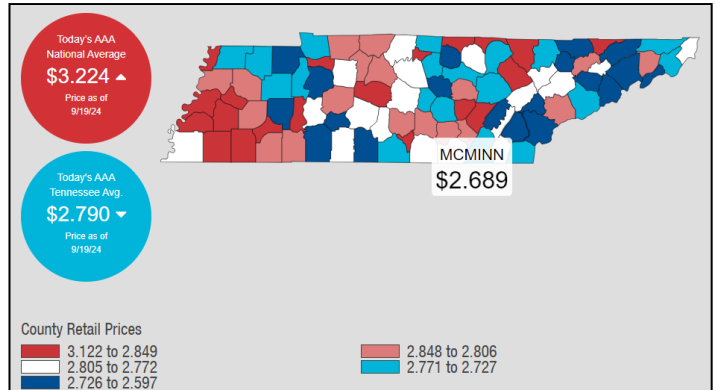 Today's AAA
National Average
$3.224 ▲
Price as of
9/19/24
Today's AAA
Tennessee Avg.
$2.790 ▼
Price as of
9/19/24
MCMINN
$2.689
County Retail Prices
3.122 to 2.849
2.848 to 2.806
2.805 to 2.772
2.771 to 2.727
2.726 to 2.597